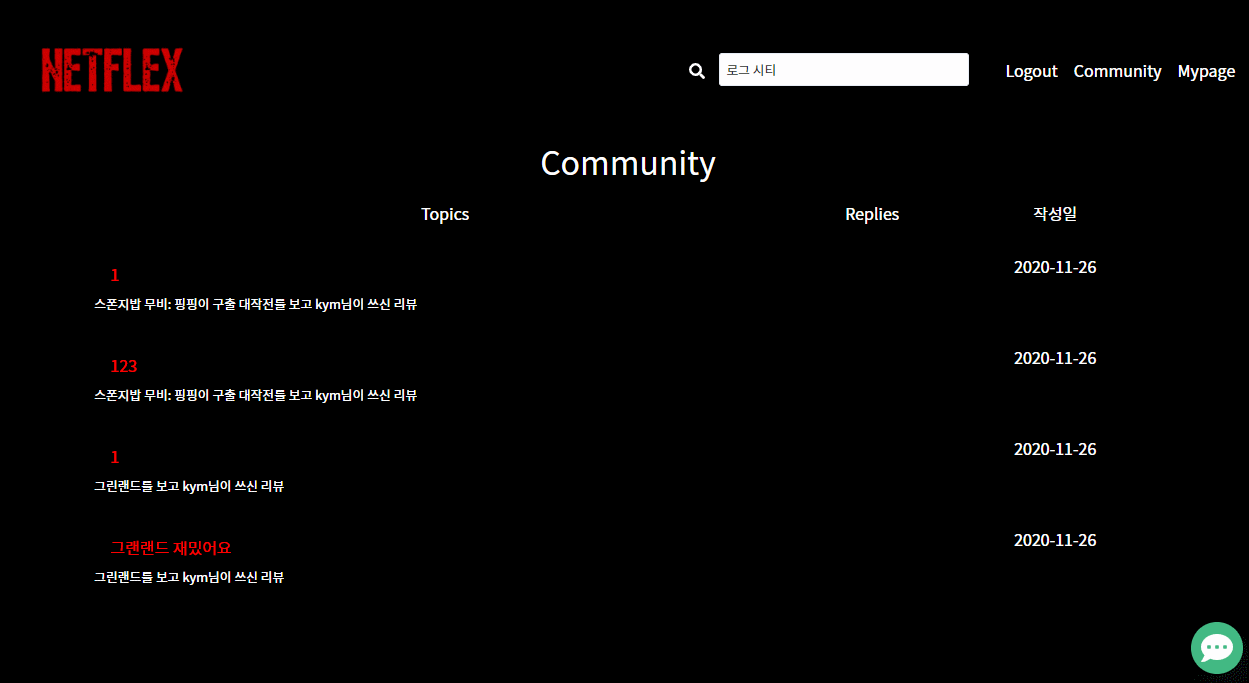 NETFLEX
로그 시티
Logout Community Mypage
Community
Topics Replies 작성일
1 2020-11-26
스폰지밥 무비: 핑핑이 구출 대작전를 보고 kym님이 쓰신 리뷰
123 2020-11-26
스폰지밥 무비: 핑핑이 구출 대작전를 보고 kym님이 쓰신 리뷰
1 2020-11-26
그린랜드를 보고 kym님이 쓰신 리뷰
그랜랜드 재밌어요 2020-11-26
그린랜드를 보고 kym님이 쓰신 리뷰